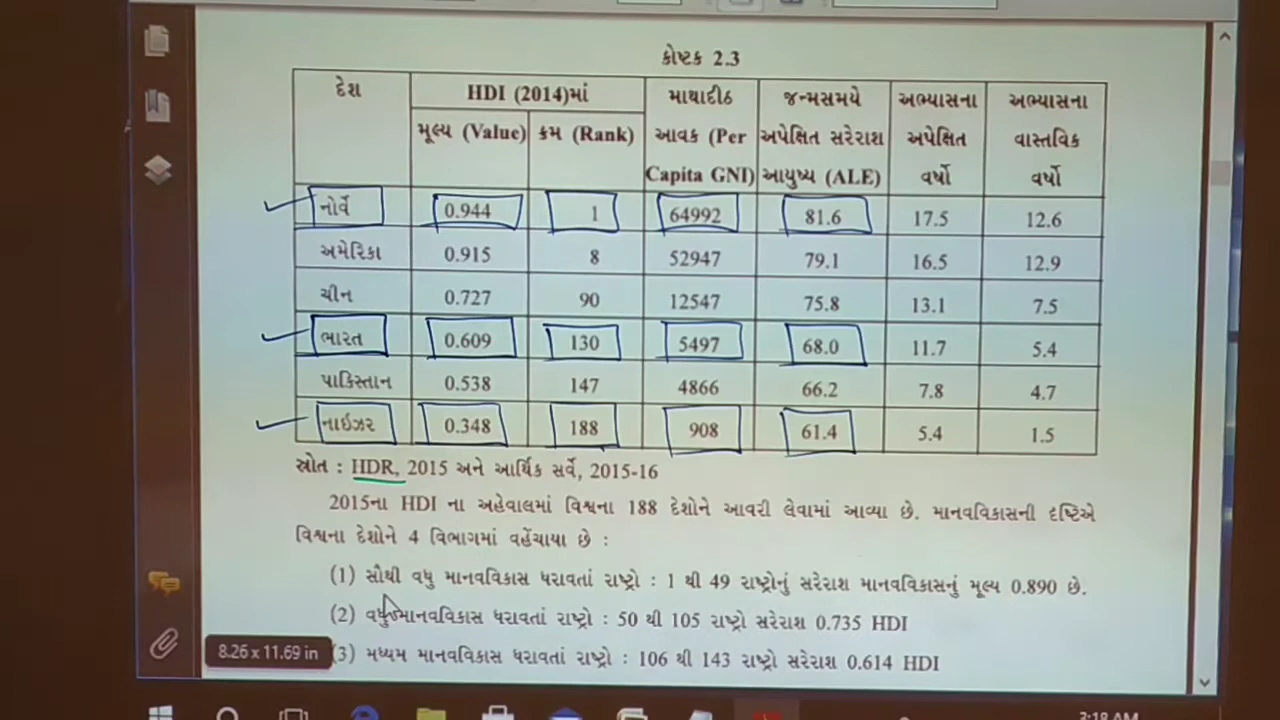 કોષ્ટક 2.3
દેશ HDI (2014)માં માથાદીઠ જન્મસમયે અભ્યાસના અભ્યાસના
મૂલ્ય (Value) ક્રમ (Rank) આવક (Per અપેક્ષિત સરેરાશ અપેક્ષિત વાસ્તવિક
Capita GNI) આયુષ્ય (ALE) વર્ષો વર્ષો
નોર્વે 0.944 1 64992 81.6 17.5 12.6
અમેરિકા 0.915 8 52947 79.1 16.5 12.9
ચીન 0.727 90 12547 75.8 13.1 7.5
ભારત 0.609 130 5497 68.0 11.7 5.4
પાકિસ્તાન 0.538 147 4866 66.2 7.8 4.7
નાઇઝર 0.348 188 908 61.4 5.4 1.5
સ્રોત : HDR, 2015 અને આર્થિક સર્વે, 2015-16
2015ના HDI ના અહેવાલમાં વિશ્વના 188 દેશોને આવરી લેવામાં આવ્યા છે. માનવવિકાસની દૃષ્ટિએ
વિશ્વના દેશોને 4 વિભાગમાં વહેંચાયા છે :
(1) સૌથી વધુ માનવવિકાસ ધરાવતાં રાષ્ટ્રો : 1 થી 49 રાષ્ટ્રોનું સરેરાશ માનવવિકાસનું મૂલ્ય 0.890 છે.
(2) વધુ માનવવિકાસ ધરાવતાં રાષ્ટ્રો : 50 થી 105 રાષ્ટ્રો સરેરાશ 0.735 HDI
(3) મધ્યમ માનવવિકાસ ધરાવતાં રાષ્ટ્રો : 106 થી 143 રાષ્ટ્રો સરેરાશ 0.614 HDI
8.26 x 11.69 in